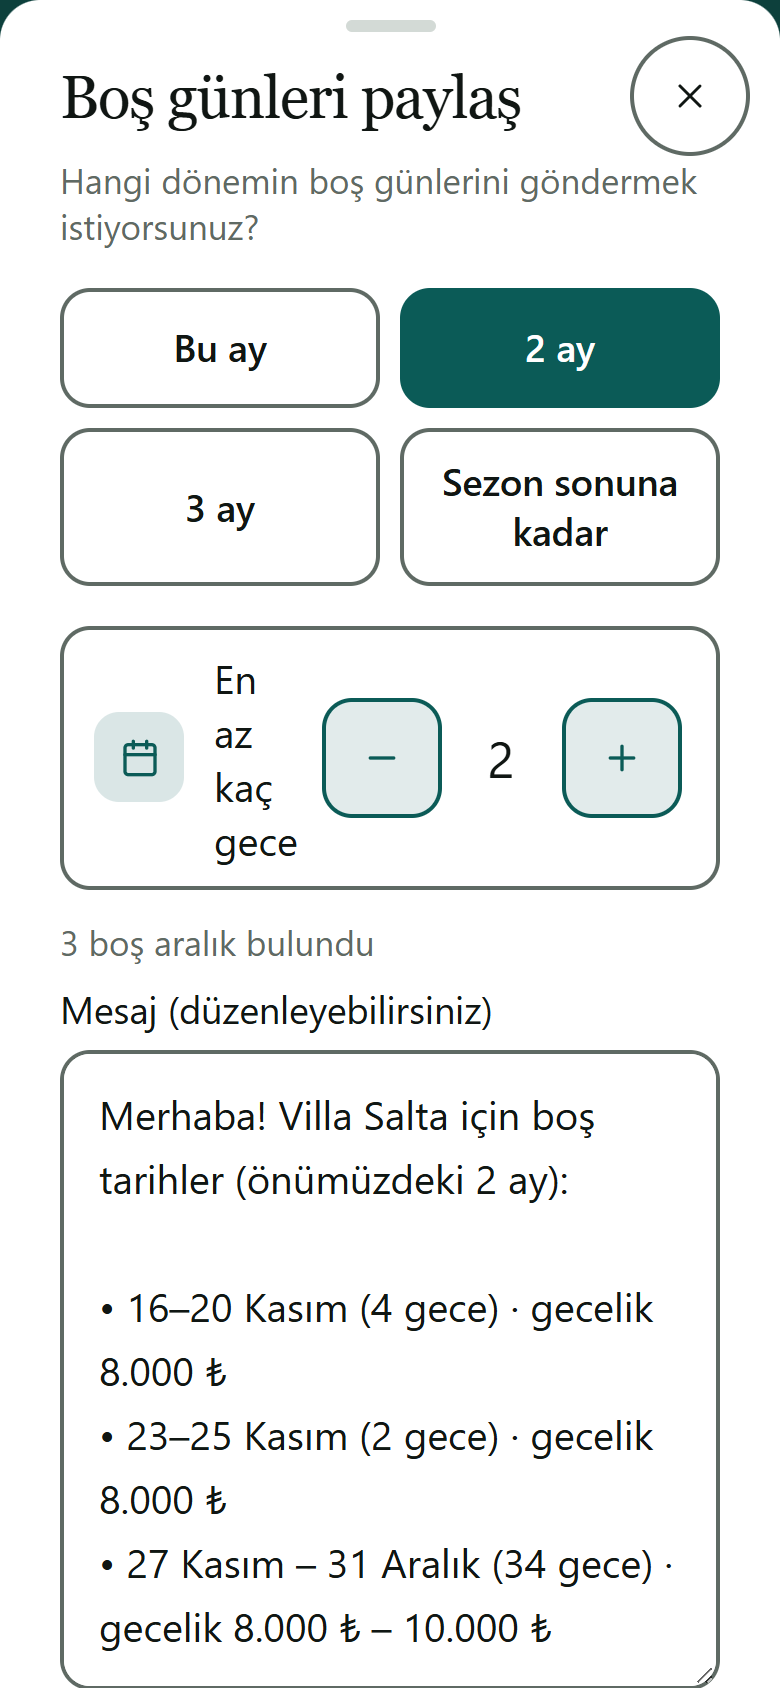 Boş günleri paylaş
Hangi dönemin boş günlerini göndermek
istiyorsunuz?
Bu ay
2 ay
3 ay
Sezon sonuna
kadar
En
az
kaç
gece
2
3 boş aralık bulundu
Mesaj (düzenleyebilirsiniz)
Merhaba! Villa Salta için boş
tarihler (önümüzdeki 2 ay):
• 16–20 Kasım (4 gece) · gecelik
8.000 ₺
• 23–25 Kasım (2 gece) · gecelik
8.000 ₺
• 27 Kasım – 31 Aralık (34 gece) ·
gecelik 8.000 ₺ – 10.000 ₺